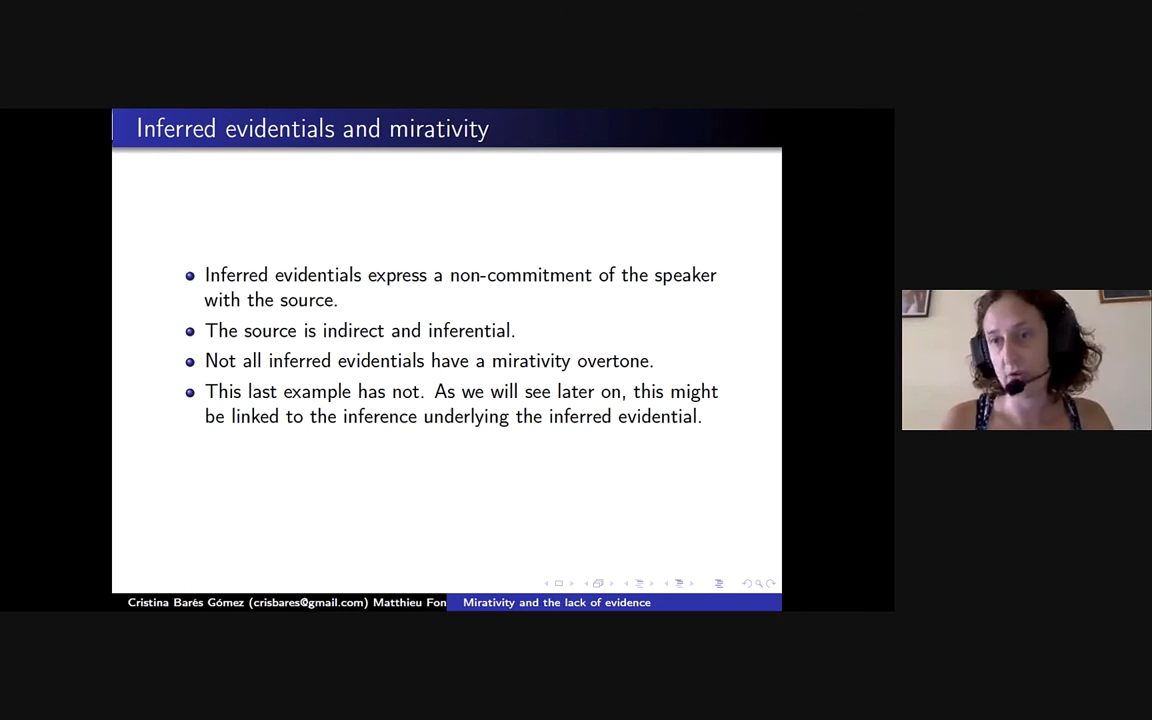 Inferred evidentials and mirativity
Inferred evidentials express a non-commitment of the speaker
with the source.
The source is indirect and inferential.
Not all inferred evidentials have a mirativity overtone.
This last example has not. As we will see later on, this might
be linked to the inference underlying the inferred evidential.
Cristina Barés Gómez (crisbares@gmail.com) Matthieu Fon
Mirativity and the lack of evidence